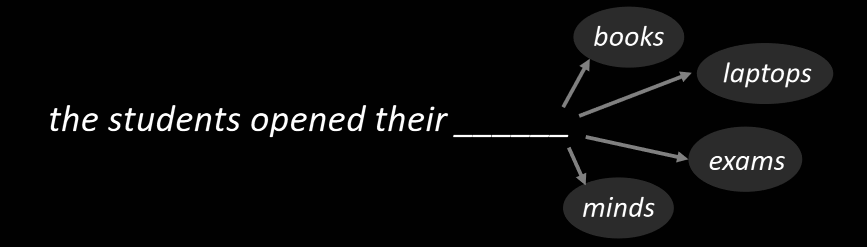 books
laptops
the students opened their ______
exams
minds